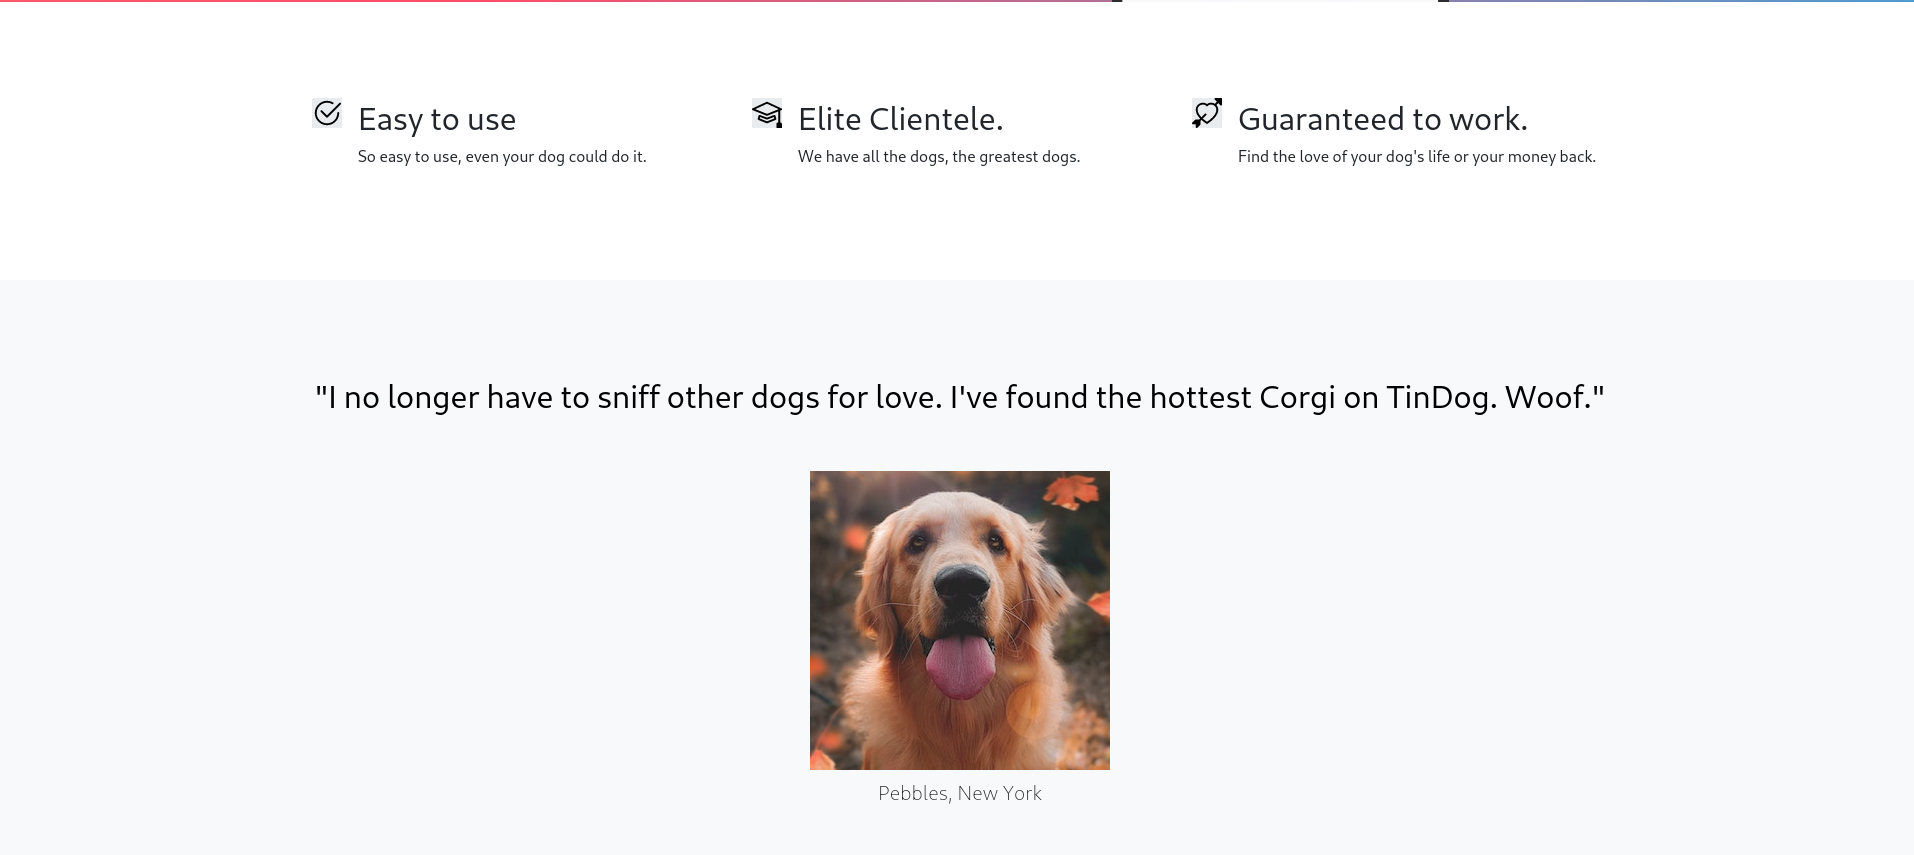 Easy to use
So easy to use, even your dog could do it.
Elite Clientele.
We have all the dogs, the greatest dogs.
Guaranteed to work.
Find the love of your dog's life or your money back.
"I no longer have to sniff other dogs for love. I've found the hottest Corgi on TinDog. Woof."
Pebbles, New York